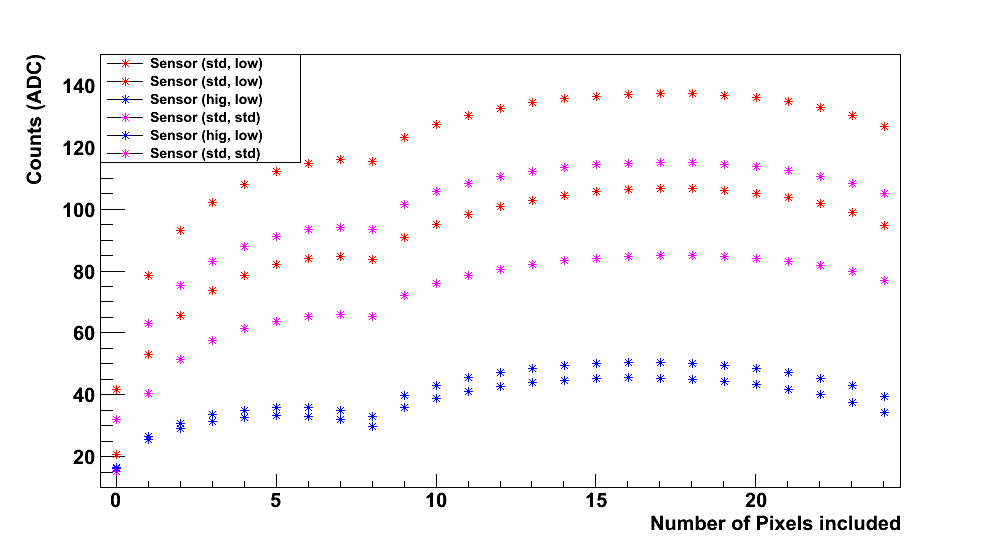 Counts (ADC)
Sensor (std, low)
Sensor (std, low)
Sensor (hig, low)
Sensor (std, std)
Sensor (hig, low)
Sensor (std, std)
140
120
100
80
60
40
20
0 5 10 15 20
Number of Pixels included